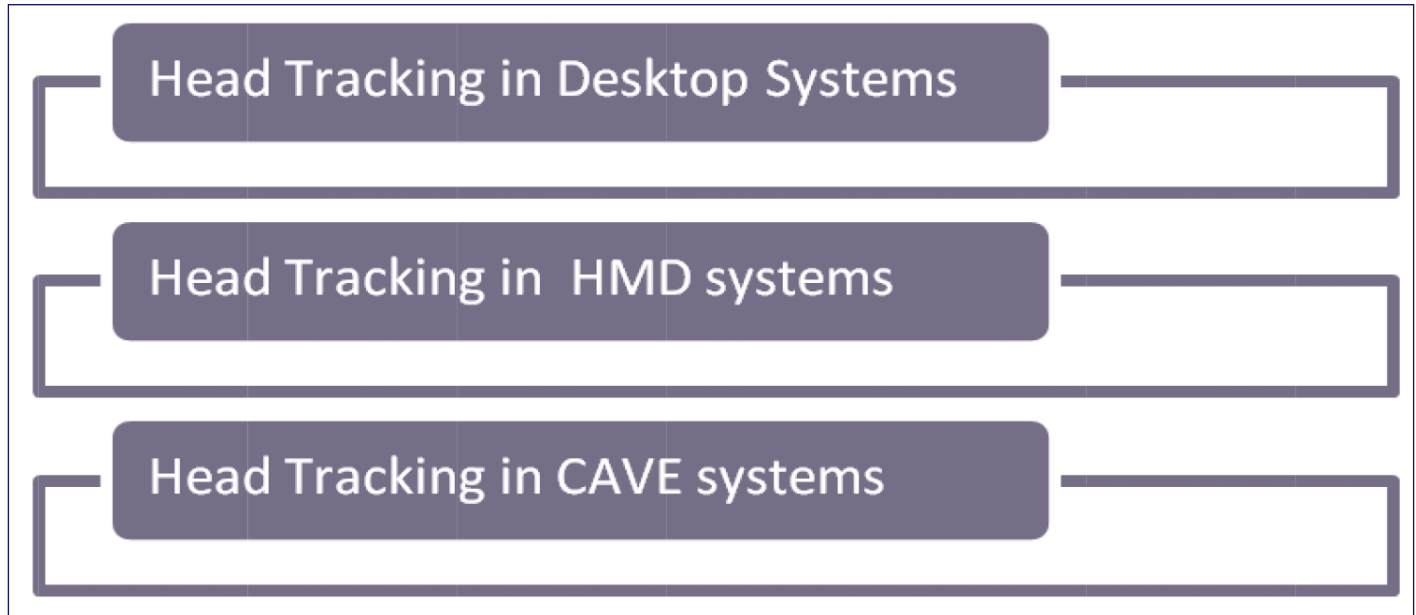 Head Tracking in Desktop Systems
Head Tracking in  HMD systems
Head Tracking in CAVE systems